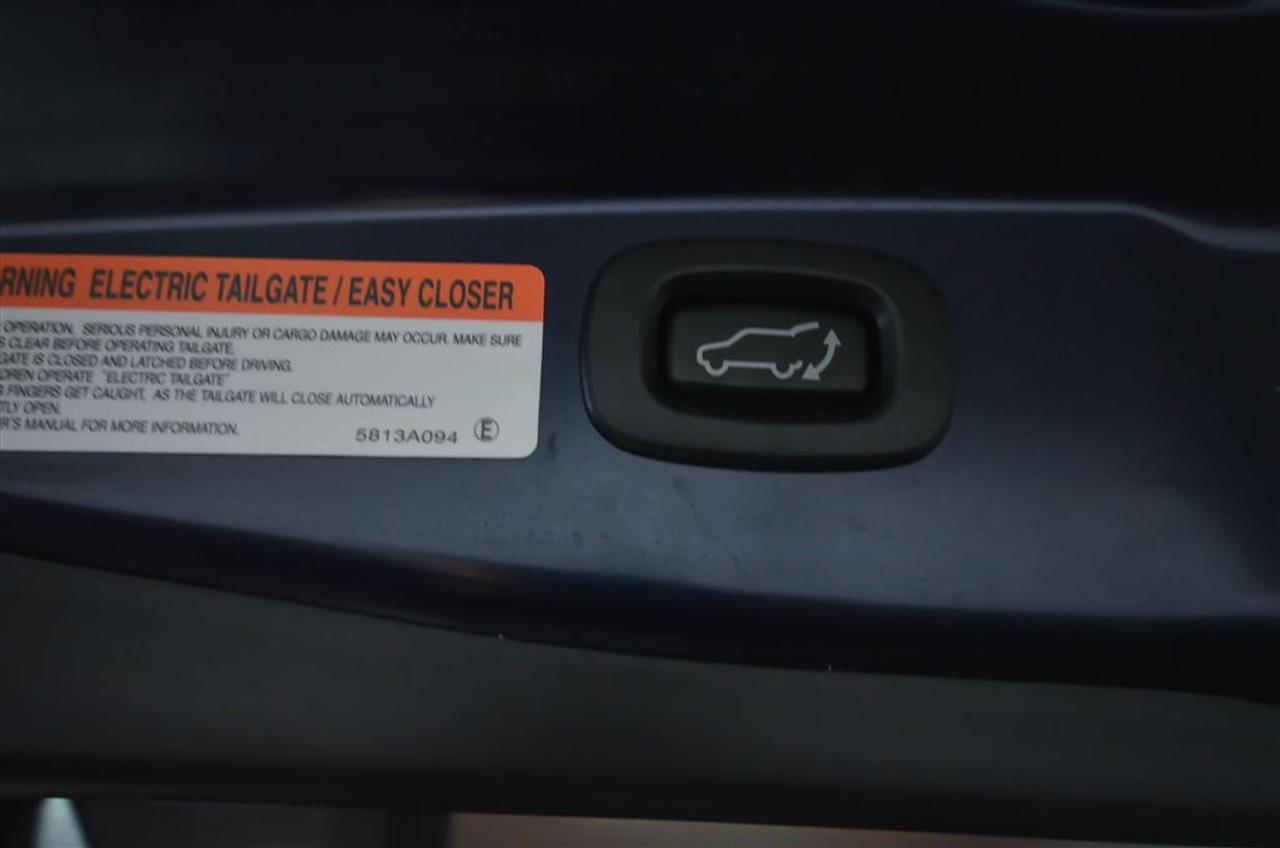 RNING ELECTRIC TAILGATE / EASY CLOSER
OPERATION, SERIOUS PERSONAL INJURY OR CARGO DAMAGE MAY OCCUR. MAKE SURE
S CLEAR BEFORE OPERATING TAILGATE.
GATE IS CLOSED AND LATCHED BEFORE DRIVING.
DREN OPERATE "ELECTRIC TAILGATE"
FINGERS GET CAUGHT, AS THE TAILGATE WILL CLOSE AUTOMATICALLY
TLY OPEN.
R'S MANUAL FOR MORE INFORMATION.
5813A094 E